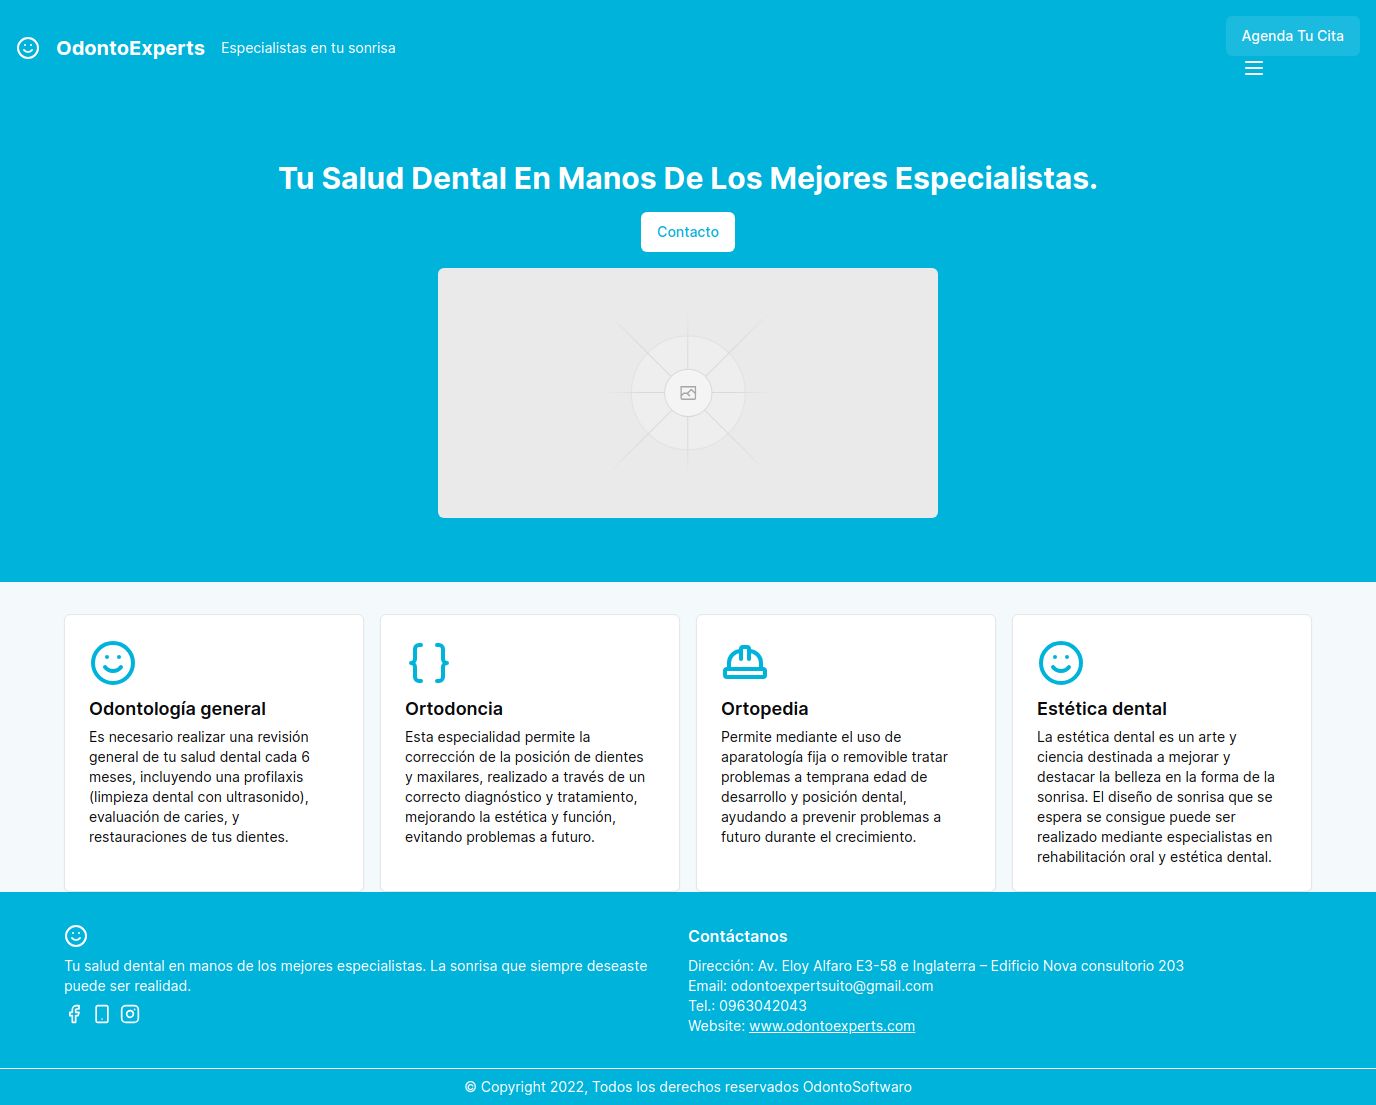 OdontoExperts
Especialistas en tu sonrisa
Agenda Tu Cita
Tu Salud Dental En Manos De Los Mejores Especialistas.
Contacto
Odontología general
Es necesario realizar una revisión
general de tu salud dental cada 6
meses, incluyendo una profilaxis
(limpieza dental con ultrasonido),
evaluación de caries, y
restauraciones de tus dientes.
Ortodoncia
Esta especialidad permite la
corrección de la posición de dientes
y maxilares, realizado a través de un
correcto diagnóstico y tratamiento,
mejorando la estética y función,
evitando problemas a futuro.
Ortopedia
Permite mediante el uso de
aparatología fija o removible tratar
problemas a temprana edad de
desarrollo y posición dental,
ayudando a prevenir problemas a
futuro durante el crecimiento.
Estética dental
La estética dental es un arte y
ciencia destinada a mejorar y
destacar la belleza en la forma de la
sonrisa. El diseño de sonrisa que se
espera se consigue puede ser
realizado mediante especialistas en
rehabilitación oral y estética dental.
Tu salud dental en manos de los mejores especialistas. La sonrisa que siempre deseaste
puede ser realidad.
Contáctanos
Dirección: Av. Eloy Alfaro E3-58 e Inglaterra – Edificio Nova consultorio 203
Email: odontoexpertsuito@gmail.com
Tel.: 0963042043
Website: www.odontoexperts.com
© Copyright 2022, Todos los derechos reservados OdontoSoftwaro